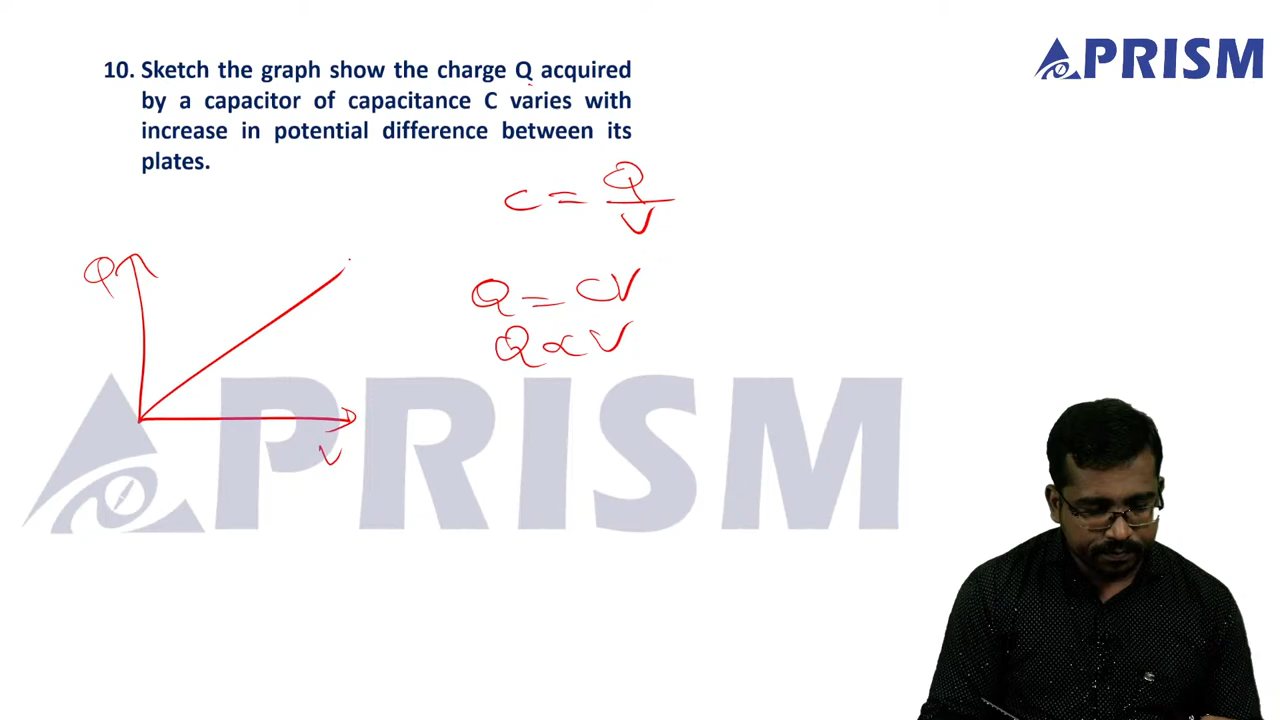 PRISM
10. Sketch the graph show the charge Q acquired
by a capacitor of capacitance C varies with
increase in potential difference between its
plates.
C = Q/V
Q = CV
Q ∝ V
Q
V
PRISM